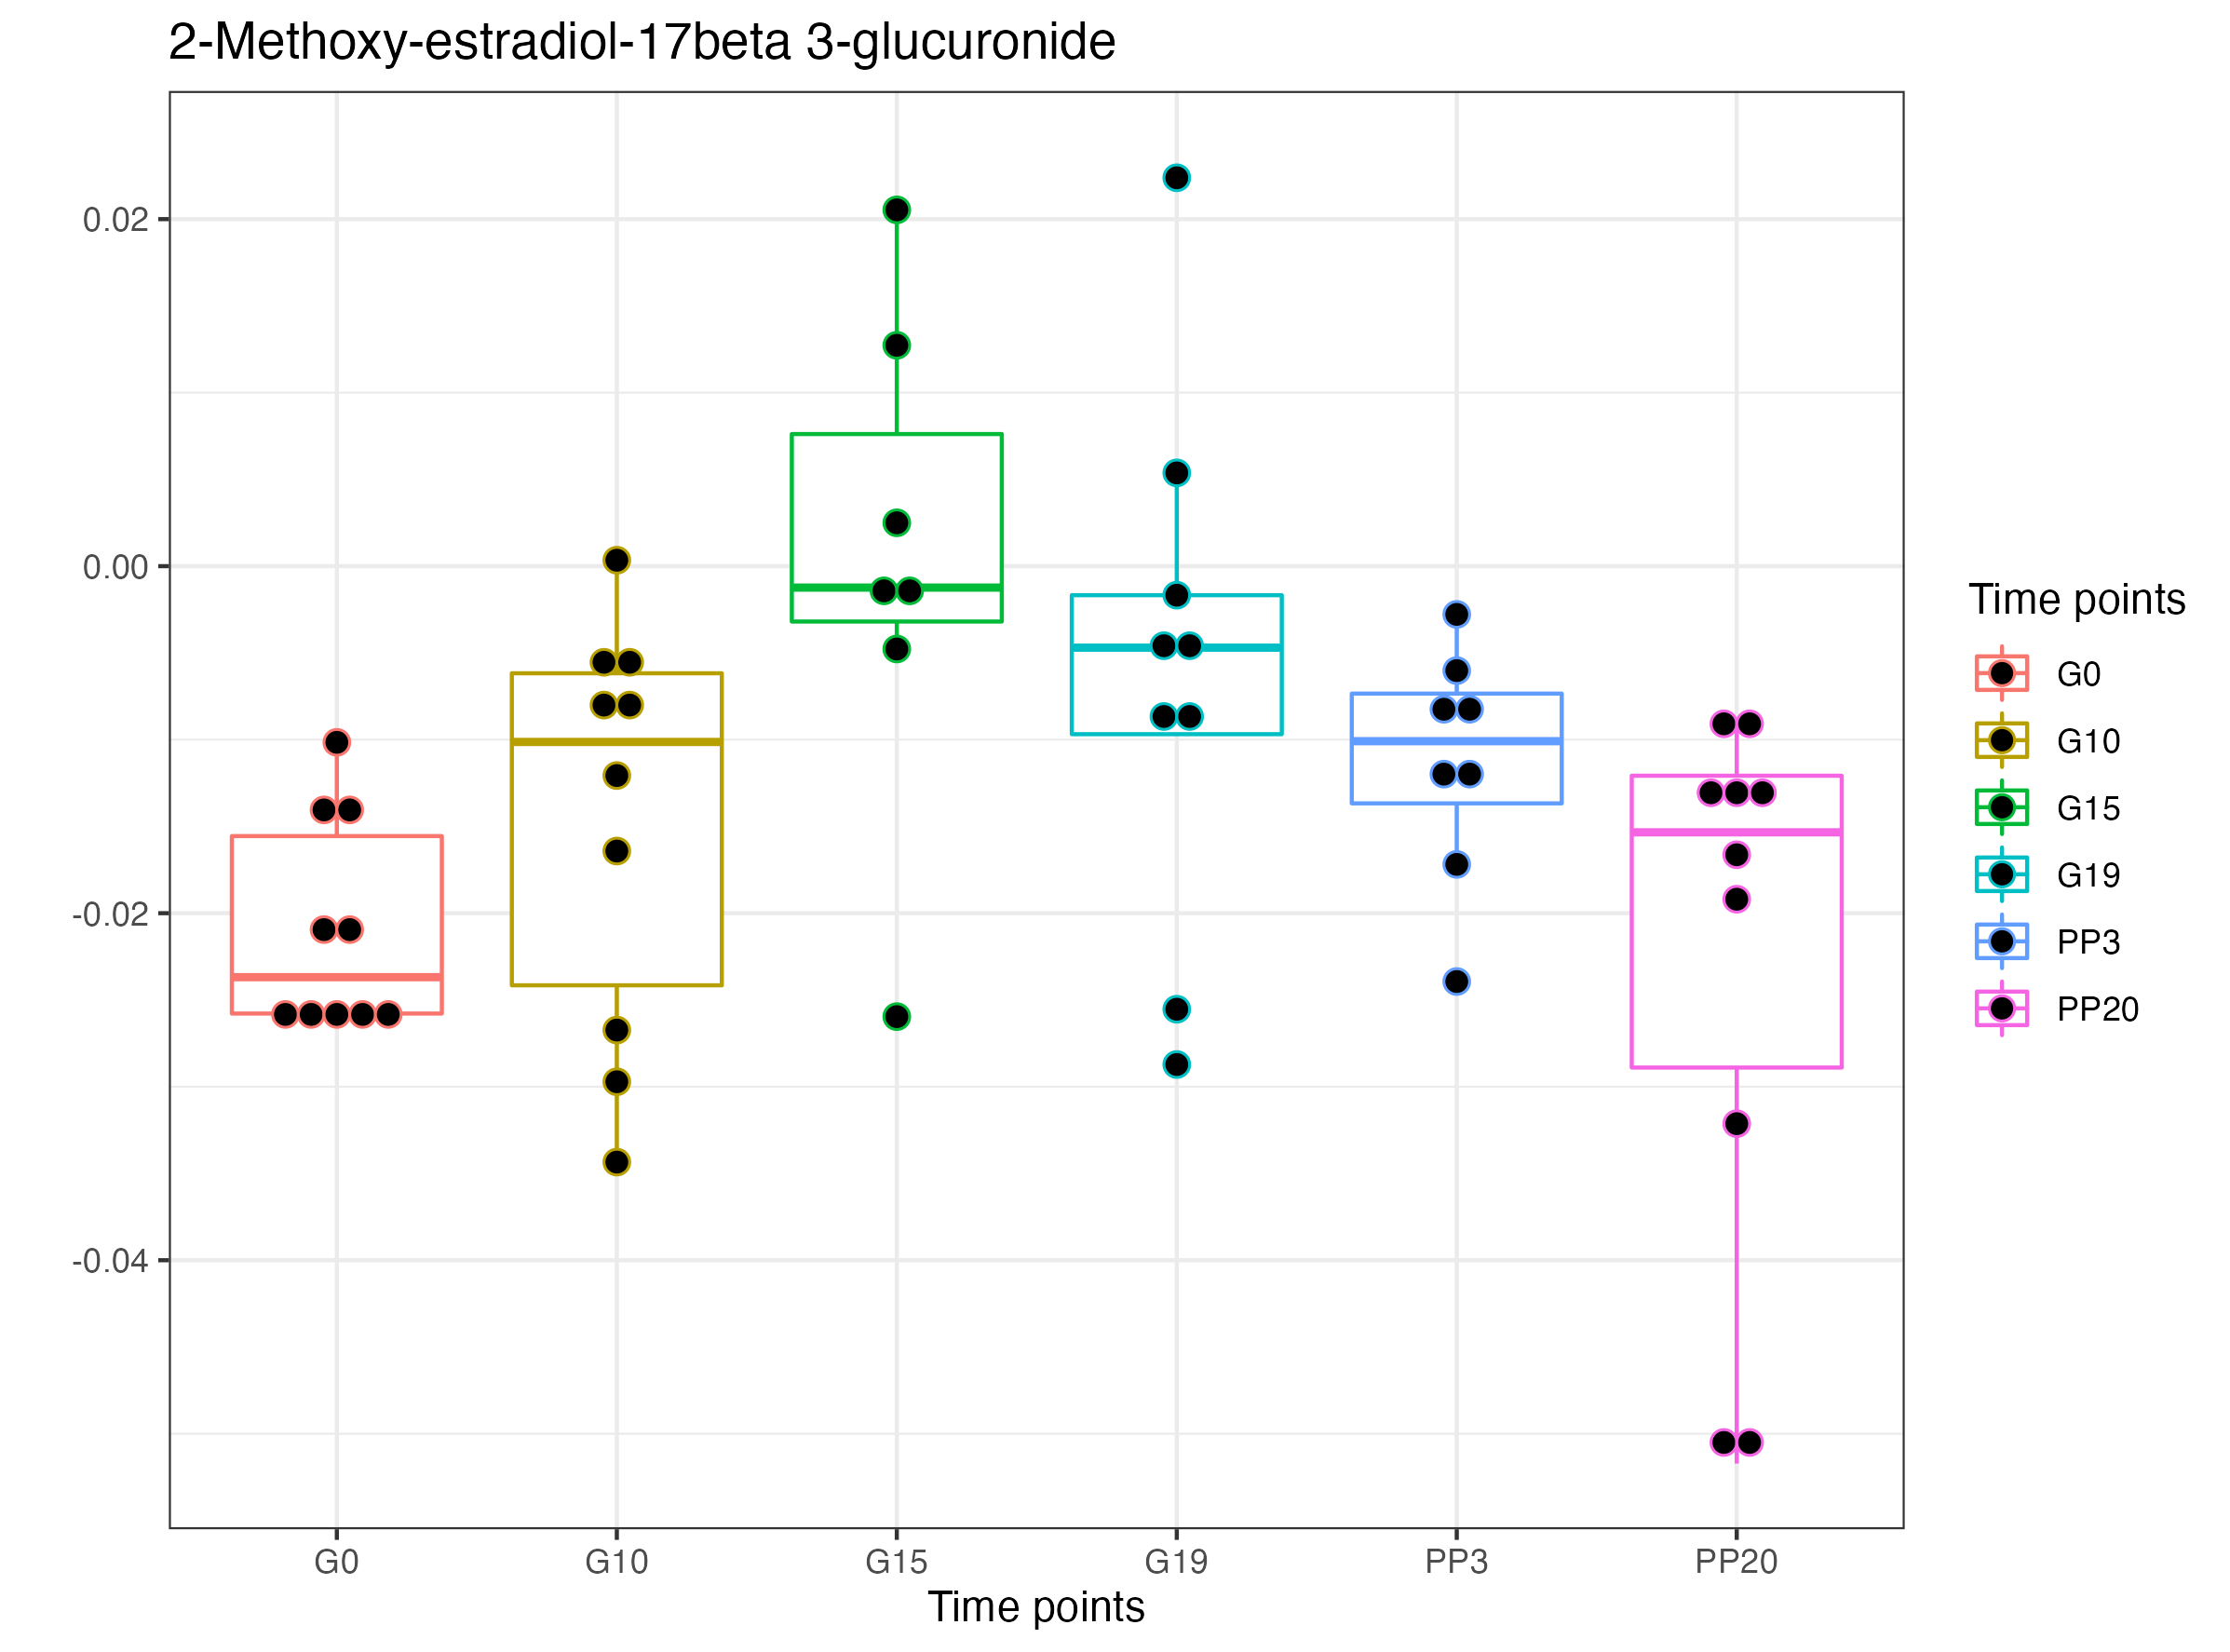 2-Methoxy-estradiol-17beta 3-glucuronide
0.02
0.00
-0.02
-0.04
G0 G10 G15 G19 PP3 PP20
Time points
Time points
G0
G10
G15
G19
PP3
PP20